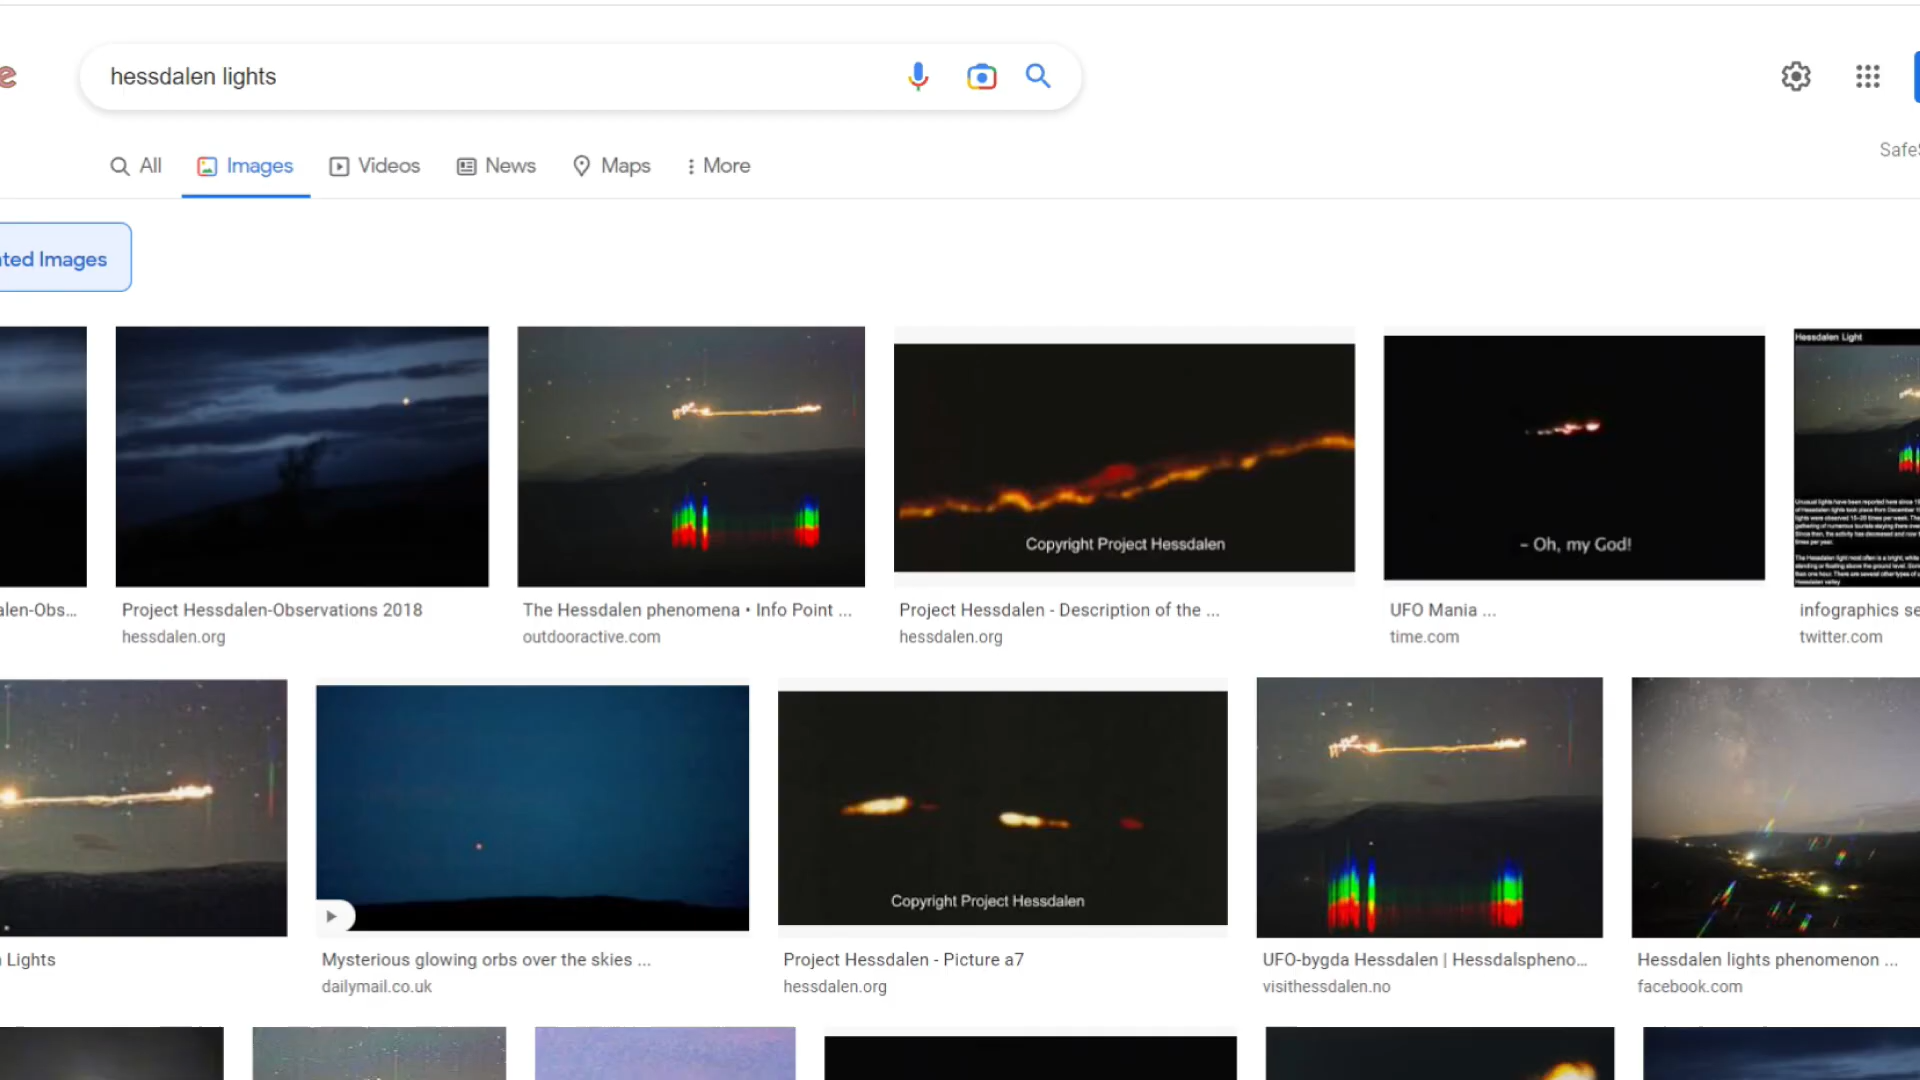 hessdalen lights
All
Images
Videos
News
Maps
More
Safe
ted Images
Hessdalen Light
Copyright Project Hessdalen
- Oh, my God!
alen-Obs...
Project Hessdalen-Observations 2018
The Hessdalen phenomena • Info Point ...
Project Hessdalen - Description of the ...
UFO Mania ...
infographics se
hessdalen.org
outdooractive.com
hessdalen.org
time.com
twitter.com
Copyright Project Hessdalen
Lights
Mysterious glowing orbs over the skies ...
Project Hessdalen - Picture a7
UFO-bygda Hessdalen | Hessdalspheno...
Hessdalen lights phenomenon ...
dailymail.co.uk
hessdalen.org
visithessdalen.no
facebook.com